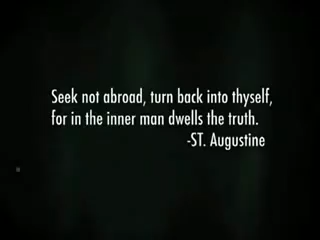 Seek not abroad, turn back into thyself,
for in the inner man dwells the truth.
-ST. Augustine